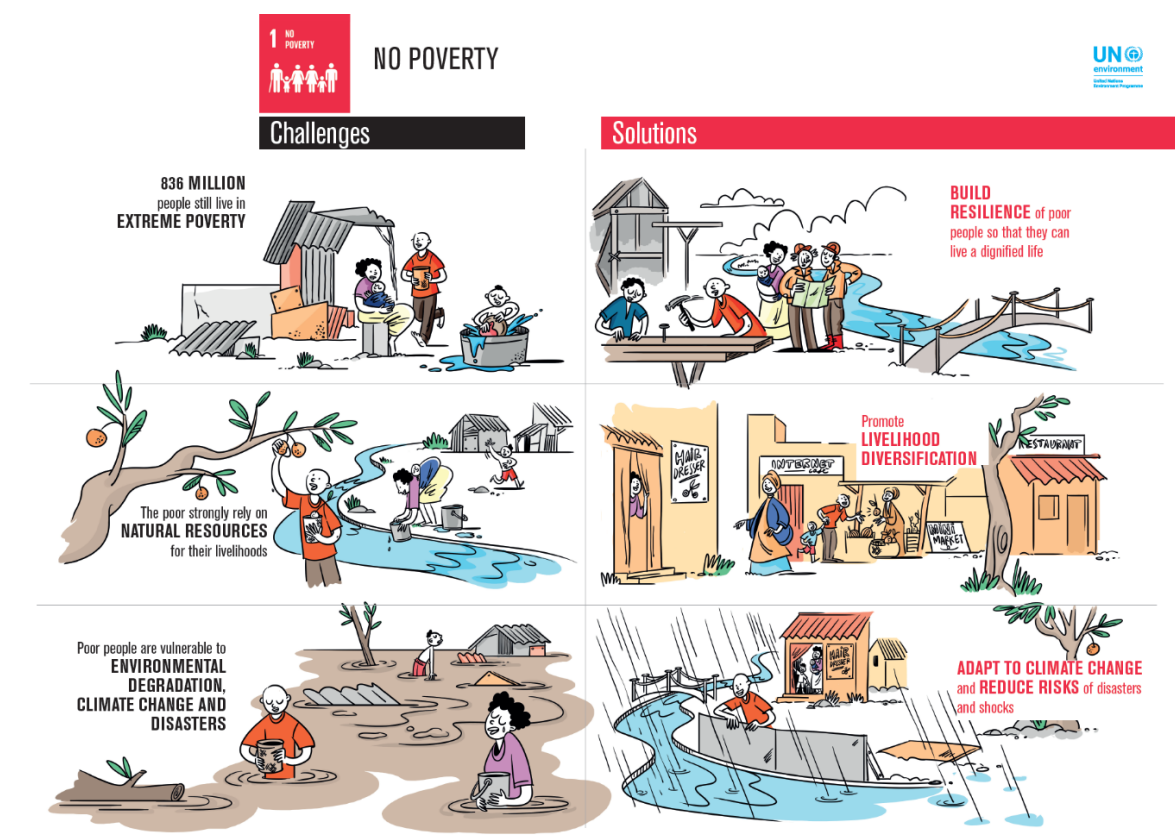 1 NO
POVERTY
NO POVERTY
UN
environment
United Nations
Environment Programme
Challenges
Solutions
836 MILLION
people still live in
EXTREME POVERTY
BUILD
RESILIENCE of poor
people so that they can
live a dignified life
The poor strongly rely on
NATURAL RESOURCES
for their livelihoods
Promote
LIVELIHOOD
DIVERSIFICATION
HAIR
DRESSER
INTERNET
CAFE
MINI
MARKET
RESTAURANT
Poor people are vulnerable to
ENVIRONMENTAL
DEGRADATION,
CLIMATE CHANGE AND
DISASTERS
HAIR
DRESSER
ADAPT TO CLIMATE CHANGE
and REDUCE RISKS of disasters
and shocks